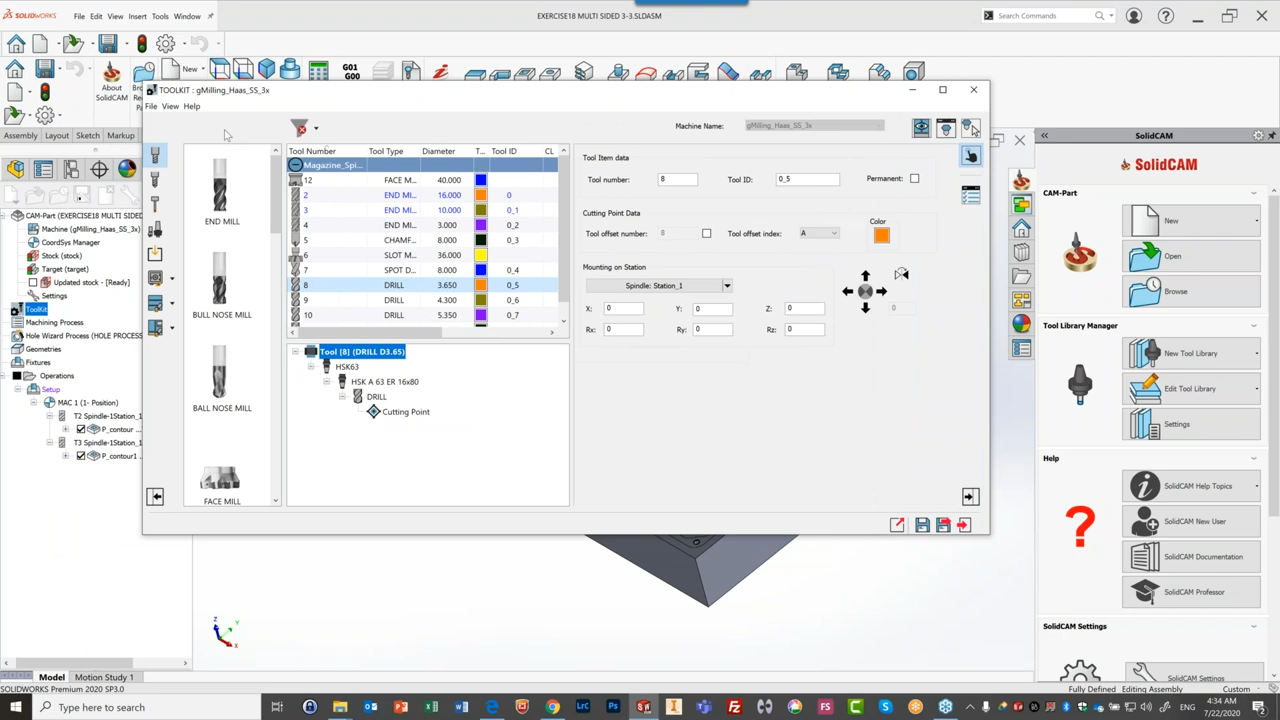 SOLIDWORKS
File Edit View Insert Tools Window
EXERCISE18 MULTI SIDED 3-3.SLDASM
Search Commands
New
G01
G00
About
SolidCAM
TOOLKIT : gMilling_Haas_SS_3x
File View Help
Machine Name: gMilling_Haas_SS_3x
Assembly Layout Sketch Markup
CAM-Part (EXERCISE18 MULTI SIDED
Machine (gMilling_Haas_SS_3x)
CoordSys Manager
Stock (stock)
Target (target)
Updated stock - [Ready]
Settings
ToolKit
Machining Process
Hole Wizard Process (HOLE PROCESS
Geometries
Fixtures
Operations
Setup
MAC 1 (1- Position)
T2 Spindle-1Station_1
P_contour ...
T3 Spindle-1Station_1
P_contour1 ...
END MILL
BULL NOSE MILL
BALL NOSE MILL
FACE MILL
Tool Number Tool Type Diameter T... Tool ID CL
Magazine_Spi...
12 FACE M... 40.000
2 END MI... 16.000 0
3 END MI... 10.000 0_1
4 END MI... 3.000 0_2
5 CHAMF... 8.000 0_3
6 SLOT M... 36.000
7 SPOT D... 8.000 0_4
8 DRILL 3.650 0_5
9 DRILL 4.300 0_6
10 DRILL 5.350 0_7
Tool [8] (DRILL D3.65)
HSK63
HSK A 63 ER 16x80
DRILL
Cutting Point
Tool Item data
Tool number: 8 Tool ID: 0_5 Permanent:
Cutting Point Data
Tool offset number: 8 Tool offset index: A
Color
Mounting on Station
Spindle: Station_1
X: 0 Y: 0 Z: 0
0
Rx: 0 Ry: 0 Rz: 0
SolidCAM
SolidCAM
CAM-Part
New
Open
Browse
Tool Library Manager
New Tool Library
Edit Tool Library
Settings
Help
SolidCAM Help Topics
SolidCAM New User
SolidCAM Documentation
SolidCAM Professor
SolidCAM Settings
SolidCAM Settings
Z
Y
X
Model Motion Study 1
SOLIDWORKS Premium 2020 SP3.0
Fully Defined Editing Assembly Custom
Type here to search
4:34 AM
7/22/2020